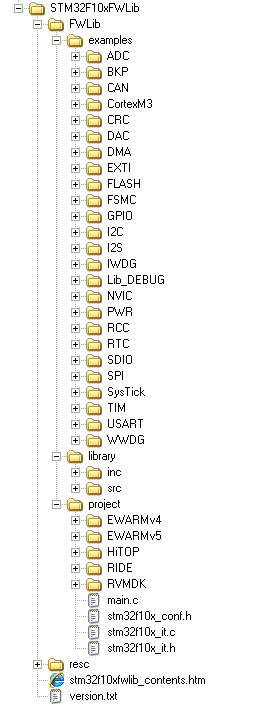 STM32F10xFWLib
FWLib
examples
ADC
BKP
CAN
CortexM3
CRC
DAC
DMA
EXTI
FLASH
FSMC
GPIO
I2C
I2S
IWDG
Lib_DEBUG
NVIC
PWR
RCC
RTC
SDIO
SPI
SysTick
TIM
USART
WWDG
library
inc
src
project
EWARMv4
EWARMv5
HiTOP
RIDE
RVMDK
main.c
stm32f10x_conf.h
stm32f10x_it.c
stm32f10x_it.h
resc
stm32f10xfwlib_contents.htm
version.txt